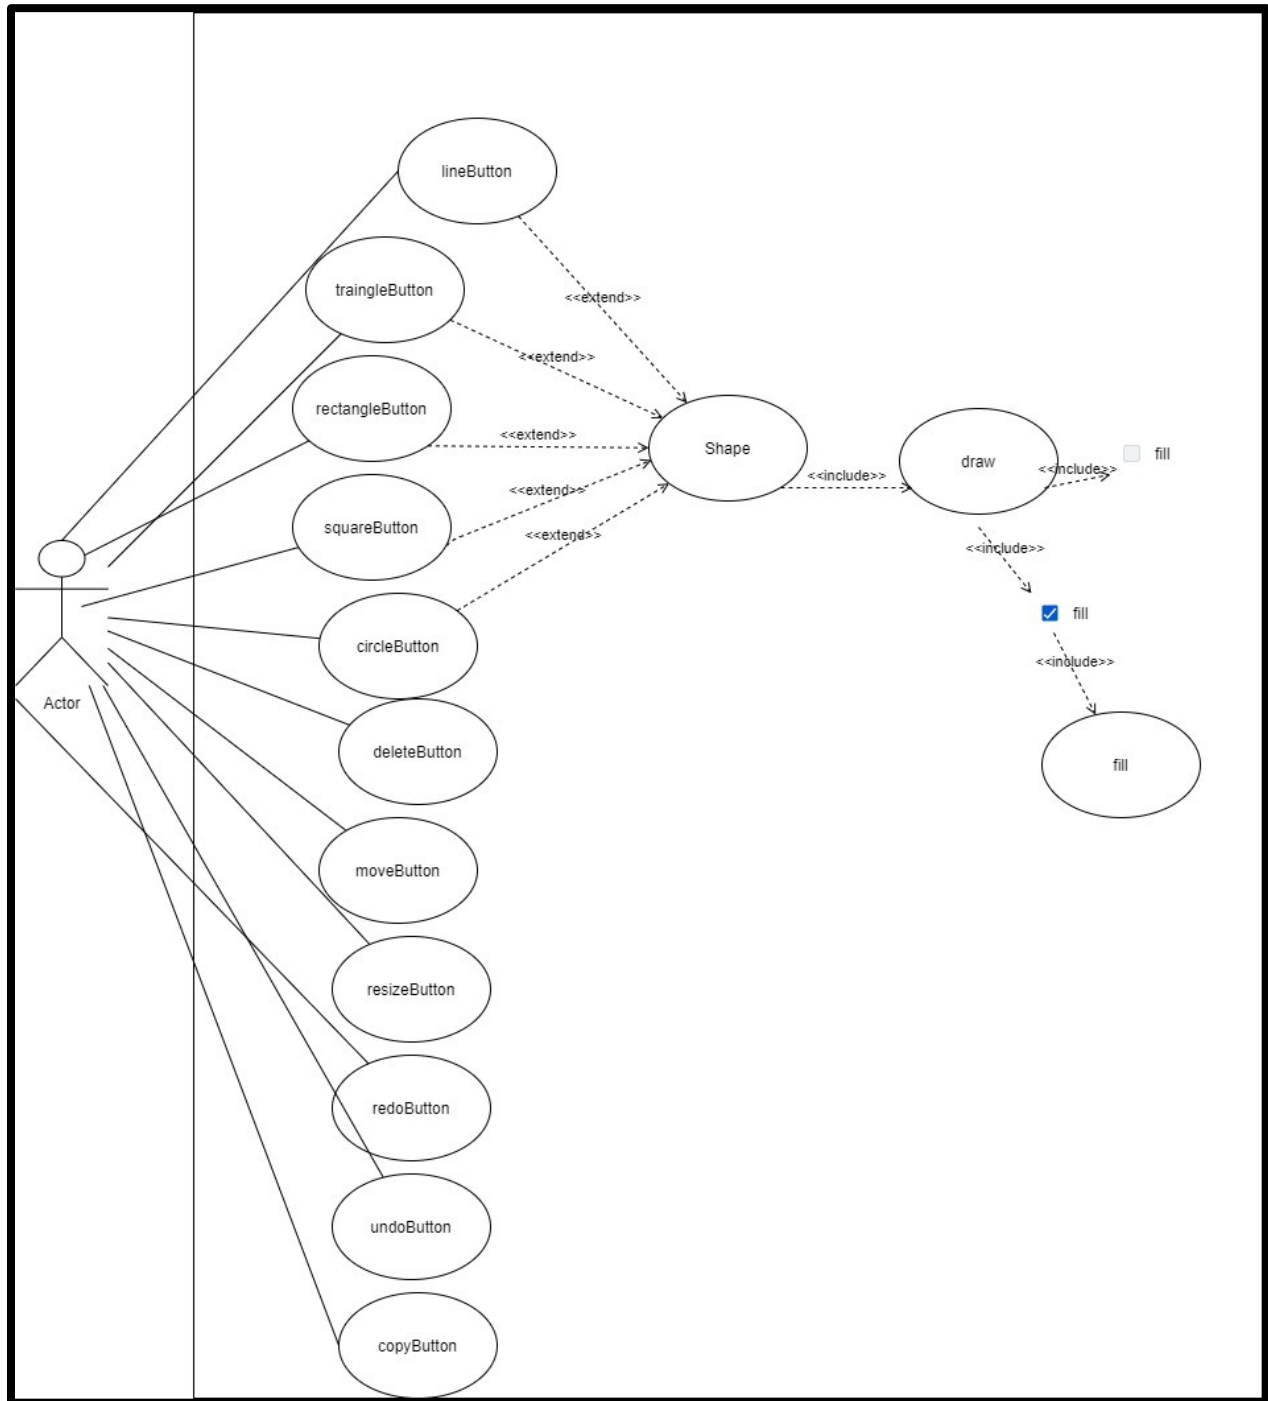 lineButton
<<extend>>
traingleButton
<<extend>>
rectangleButton
<<extend>>
Shape
draw
fill
<<include>>
<<include>>
<<extend>>
squareButton
<<extend>>
<<include>>
fill
circleButton
<<include>>
Actor
deleteButton
fill
moveButton
resizeButton
redoButton
undoButton
copyButton